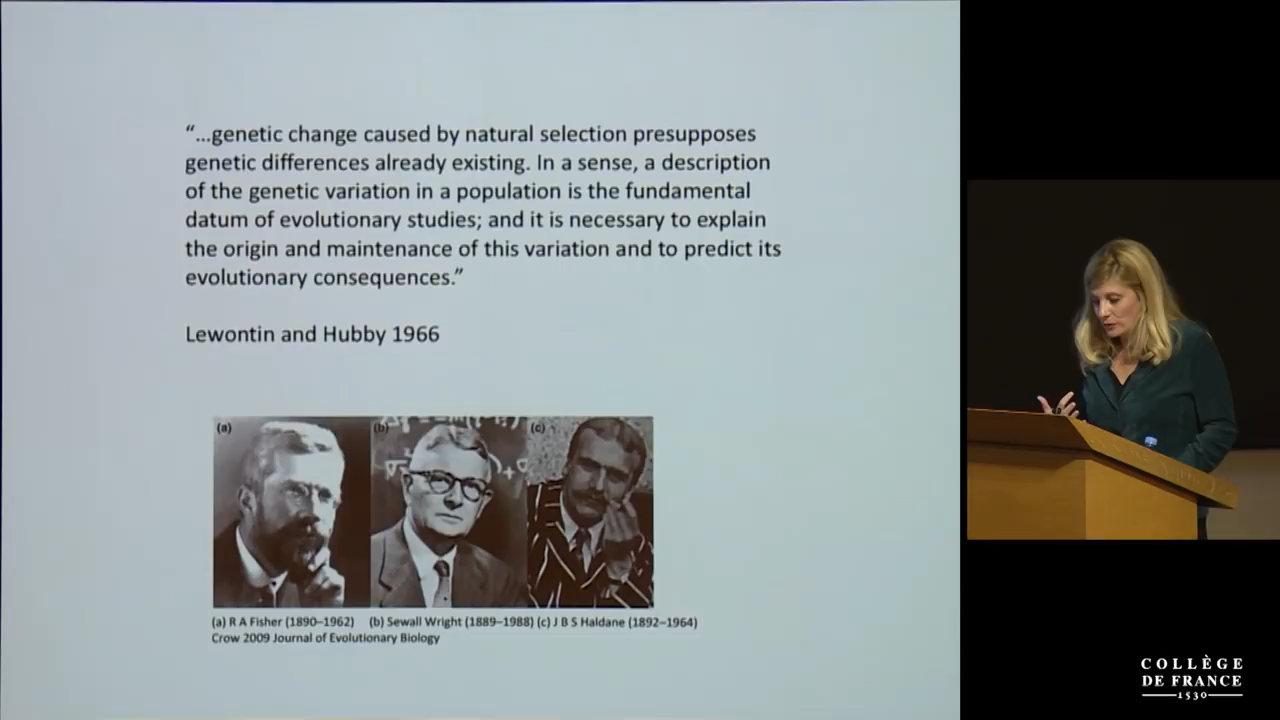 “...genetic change caused by natural selection presupposes
genetic differences already existing. In a sense, a description
of the genetic variation in a population is the fundamental
datum of evolutionary studies; and it is necessary to explain
the origin and maintenance of this variation and to predict its
evolutionary consequences.”
Lewontin and Hubby 1966
(a) (b) (c)
(a) R A Fisher (1890–1962) (b) Sewall Wright (1889–1988) (c) J B S Haldane (1892–1964)
Crow 2009 Journal of Evolutionary Biology
COLLÈGE
DE FRANCE
1530